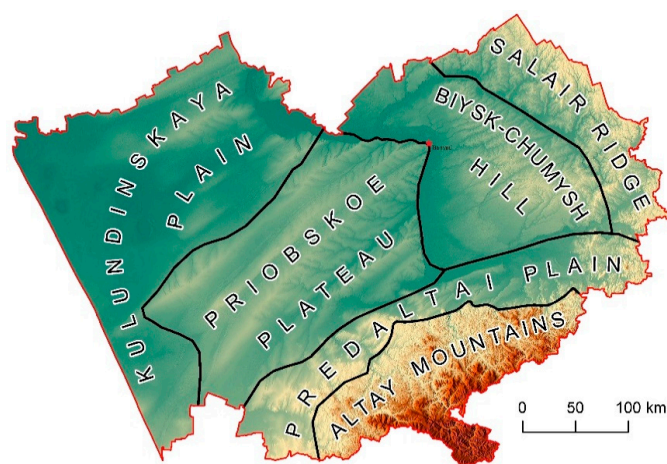 KULUNDINSKAYA
PLAIN
PRIOBSKOE
PLATEAU
BIYSK-CHUMYSH
HILL
SALAIR RIDGE
PREDALTAI PLAIN
ALTAY MOUNTAINS
0 50 100 km